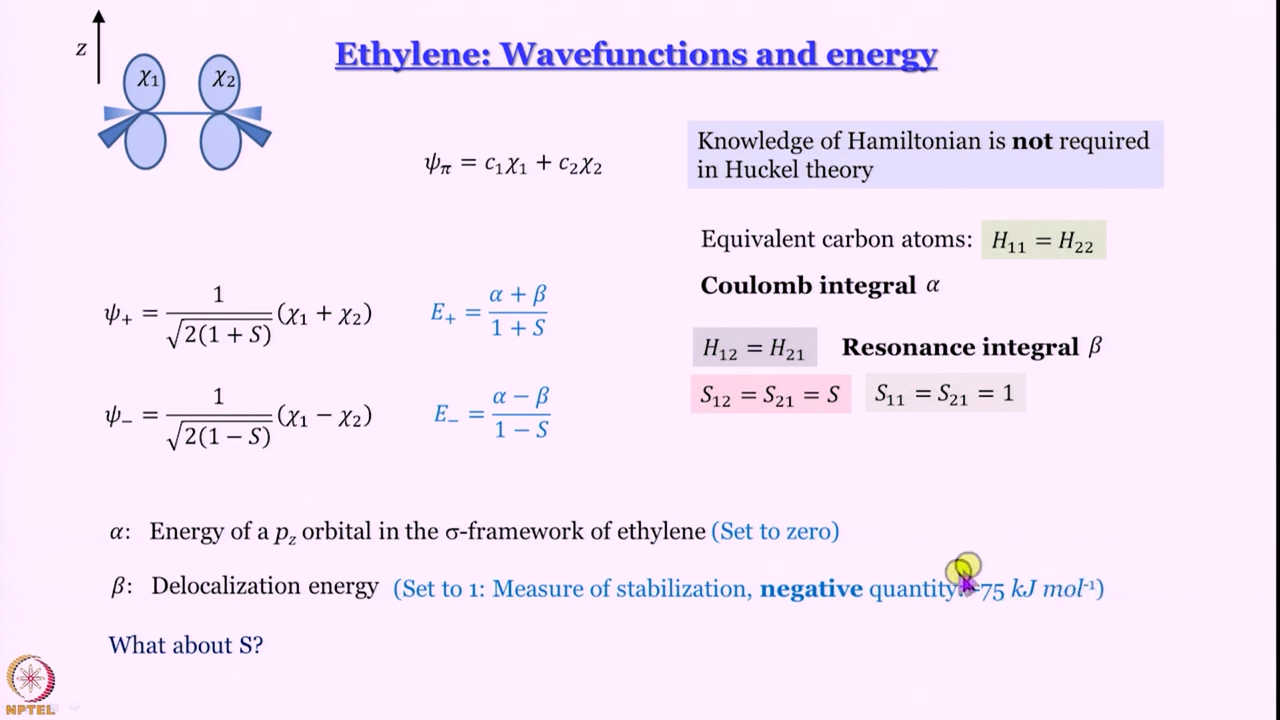 Ethylene: Wavefunctions and energy
z
χ₁ χ₂
ψ_π = c₁χ₁ + c₂χ₂
Knowledge of Hamiltonian is not required
in Huckel theory
Equivalent carbon atoms: H₁₁ = H₂₂
Coulomb integral α
ψ₊ = 1/√(2(1 + S)) (χ₁ + χ₂) E₊ = (α + β)/(1 + S)
H₁₂ = H₂₁ Resonance integral β
S₁₂ = S₂₁ = S S₁₁ = S₂₁ = 1
ψ₋ = 1/√(2(1 − S)) (χ₁ − χ₂) E₋ = (α − β)/(1 − S)
α: Energy of a p_z orbital in the σ-framework of ethylene (Set to zero)
β: Delocalization energy (Set to 1: Measure of stabilization, negative quantity 75 kJ mol⁻¹)
What about S?
NPTEL